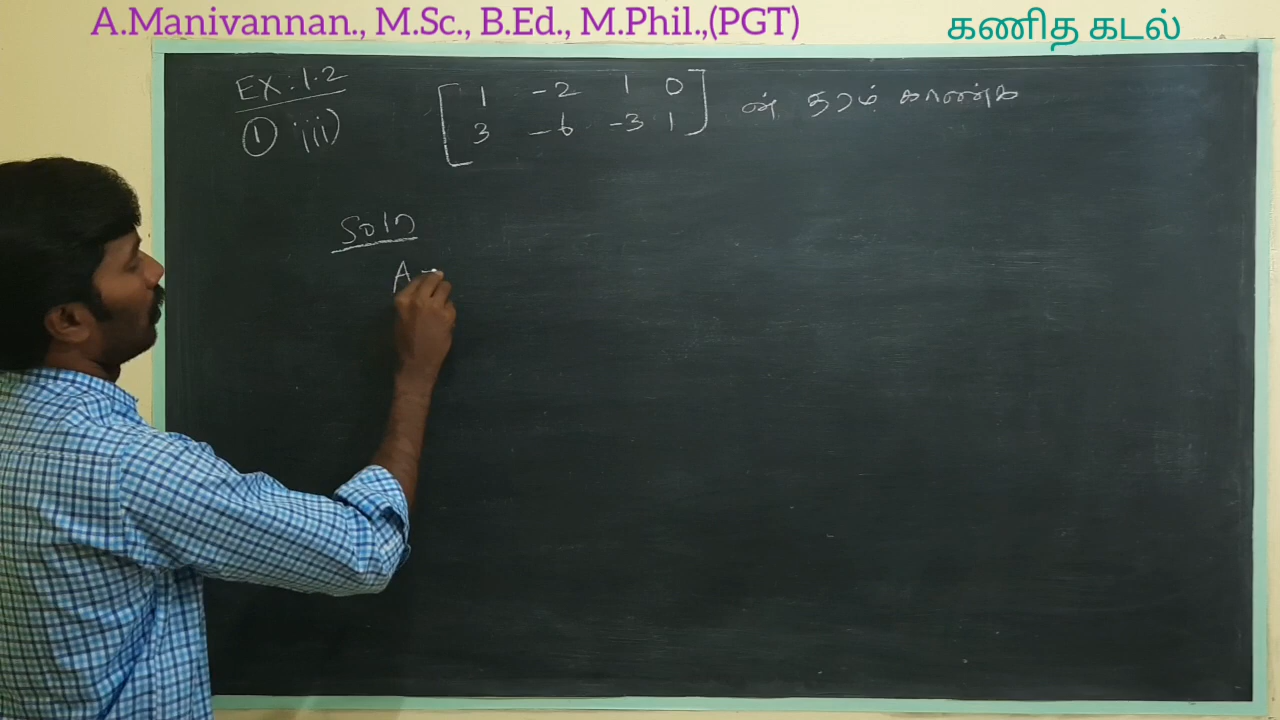 A.Manivannan., M.Sc., B.Ed., M.Phil.,(PGT) கணித கடல்
EX : 1.2
① iii) [ 1 -2 1 0
3 -6 -3 1 ] ன் தரம் காண்க
Soln
A =